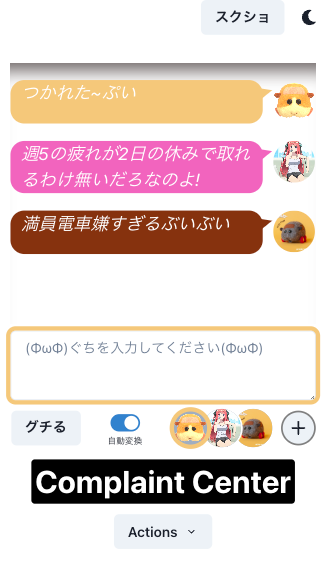 スクショ
つかれた~ぷい
週5の疲れが2日の休みで取れ
るわけ無いだろなのよ!
満員電車嫌すぎるぷいぷい
(ΦωΦ)ぐちを入力してください(ΦωΦ)
グチる
自動変換
Complaint Center
Actions